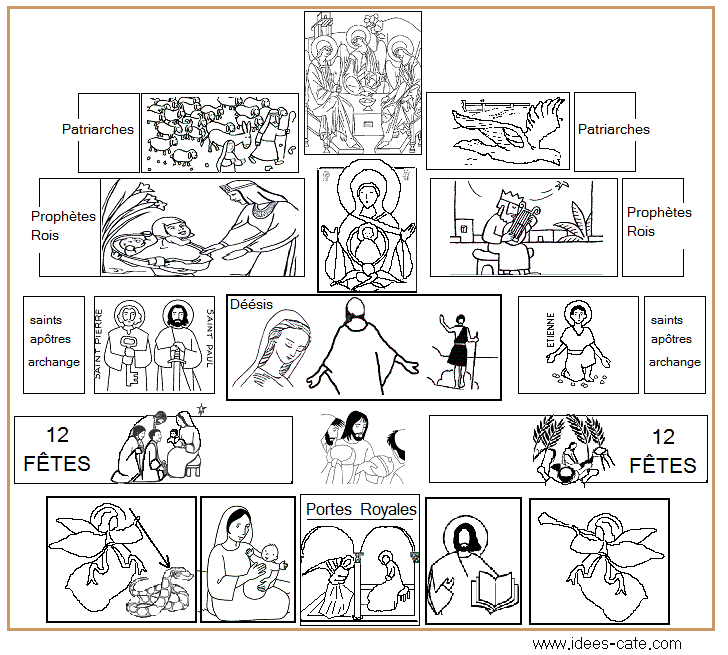 Patriarches
Patriarches
Prophètes
Rois
Prophètes
Rois
saints
apôtres
archange
SAINT PIERRE
SAINT PAUL
Déésis
ETIENNE
saints
apôtres
archange
12
FÊTES
12
FÊTES
Portes Royales
www.idees-cate.com